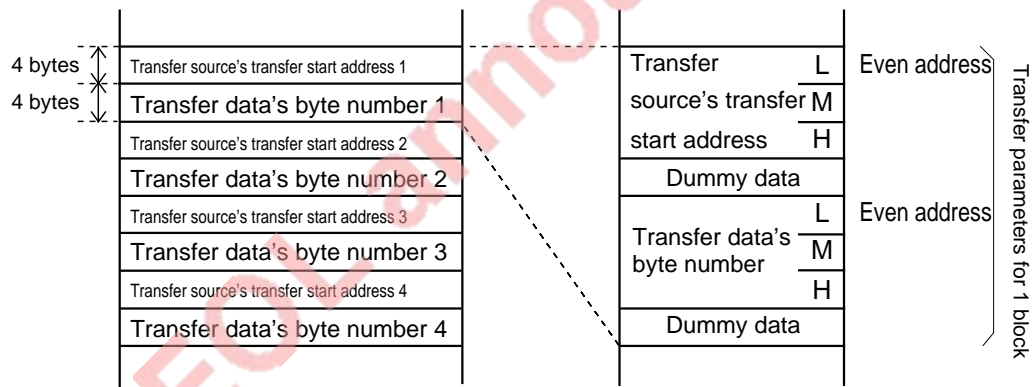 4 bytes
4 bytes
Transfer source's transfer start address 1
Transfer data's byte number 1
Transfer source's transfer start address 2
Transfer data's byte number 2
Transfer source's transfer start address 3
Transfer data's byte number 3
Transfer source's transfer start address 4
Transfer data's byte number 4
Transfer L
source's transfer M
start address H
Dummy data
L
Transfer data's M
byte number
H
Dummy data
Even address
Even address
Transfer parameters for 1 block
EOL annou